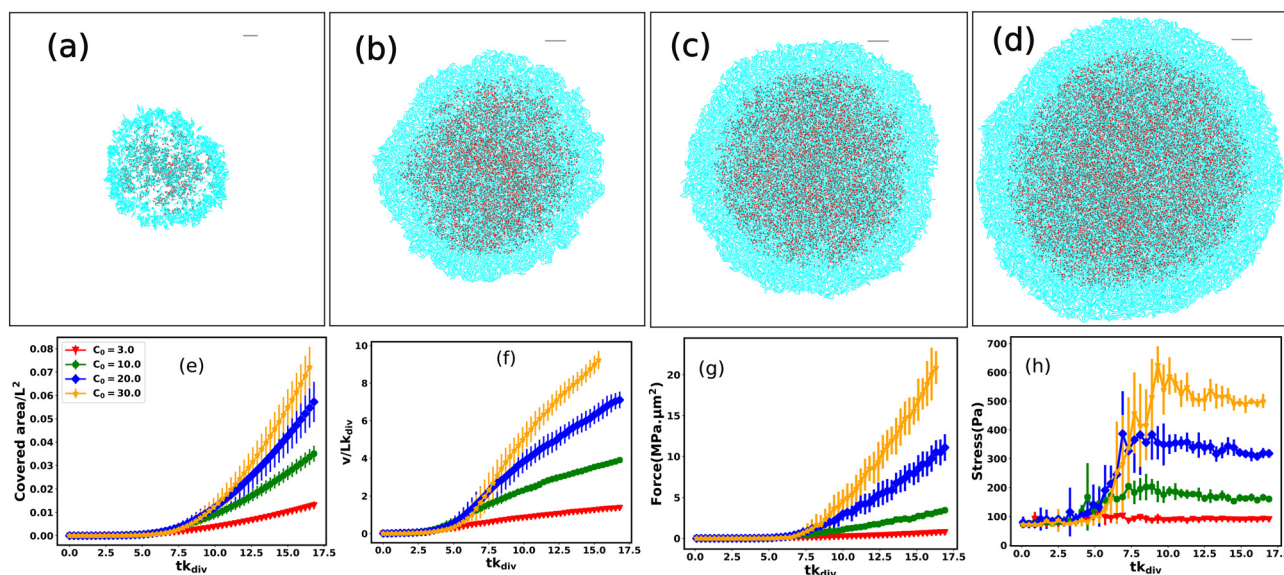 (a)
(b)
(c)
(d)
(e)
C₀ = 3.0
C₀ = 10.0
C₀ = 20.0
C₀ = 30.0
Covered area/L²
0.08
0.07
0.06
0.05
0.04
0.03
0.02
0.01
0.00
0.0 2.5 5.0 7.5 10.0 12.5 15.0 17.5
tk_div
(f)
v/Lk_div
10
8
6
4
2
0
0.0 2.5 5.0 7.5 10.0 12.5 15.0 17.5
tk_div
(g)
Force(MPa.μm²)
20
15
10
5
0
0.0 2.5 5.0 7.5 10.0 12.5 15.0 17.5
tk_div
(h)
Stress(Pa)
700
600
500
400
300
200
100
0
0.0 2.5 5.0 7.5 10.0 12.5 15.0 17.5
tk_div